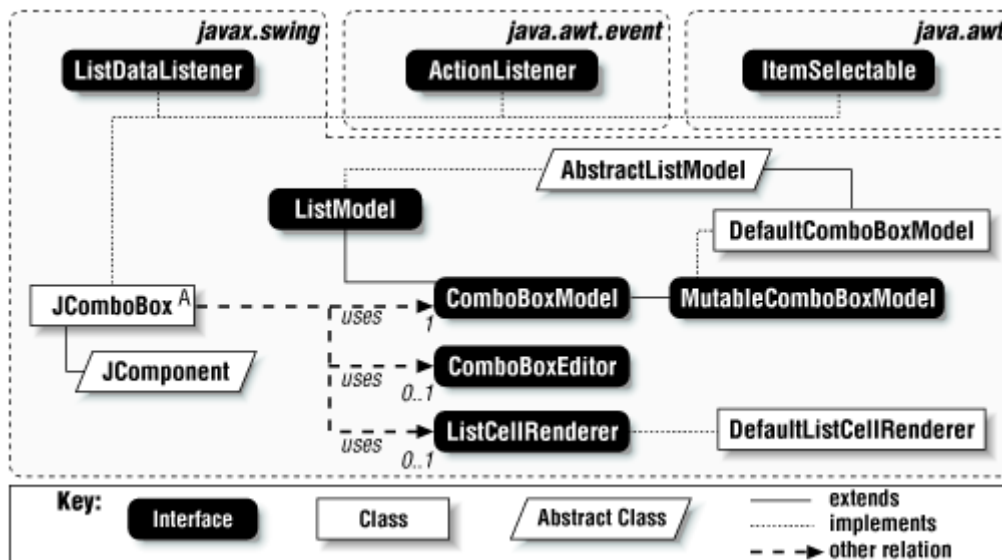 javax.swing
java.awt.event
java.awt
ListDataListener
ActionListener
ItemSelectable
AbstractListModel
ListModel
DefaultComboBoxModel
JComboBox A
uses
1
ComboBoxModel
MutableComboBoxModel
JComponent
uses
0..1
ComboBoxEditor
uses
0..1
ListCellRenderer
DefaultListCellRenderer
Key:
Interface
Class
Abstract Class
extends
implements
other relation